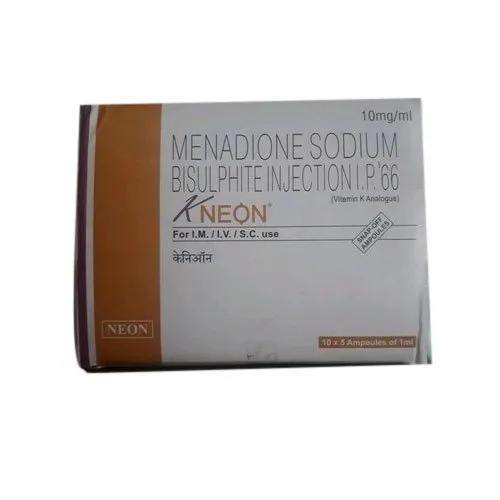 10mg/ml
MENADIONE SODIUM
BISULPHITE INJECTION I.P.'66
(Vitamin K Analogue)
K NEON®
For I.M. / I.V. / S.C. use
SNAP-OFF
AMPOULES
केनिऑन
NEON
10 x 5 Ampoules of 1ml